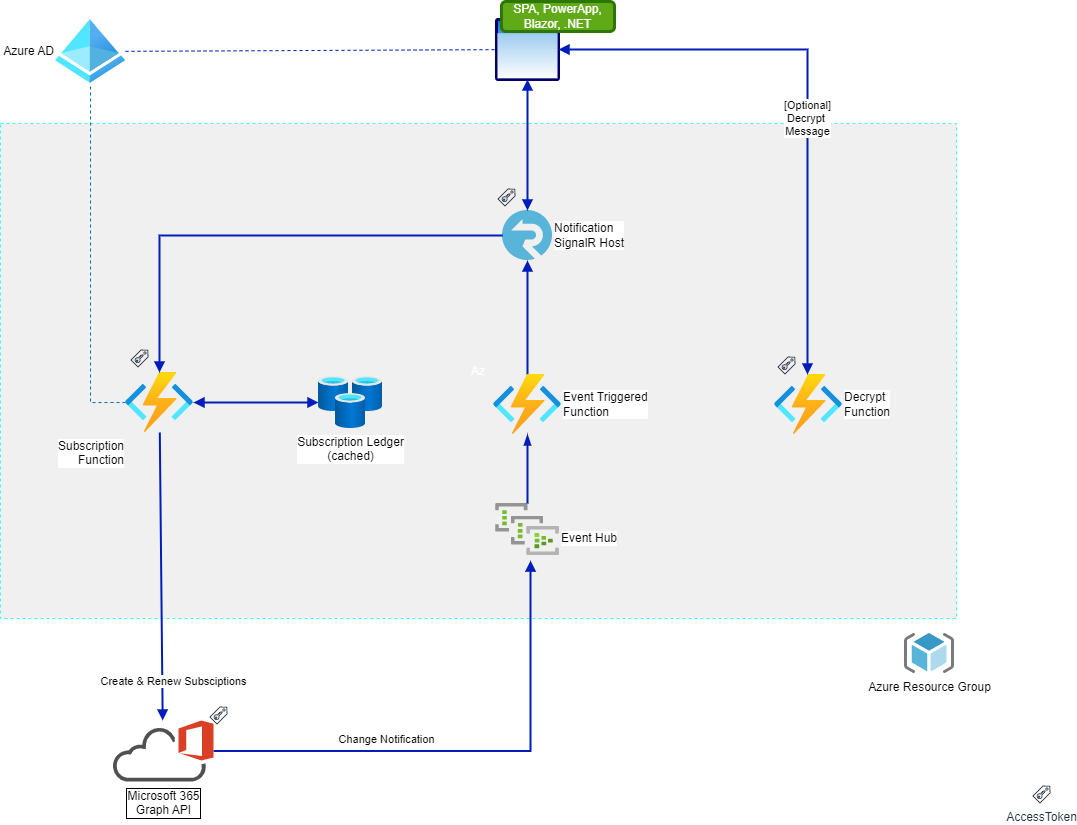 SPA, PowerApp,
Blazor, .NET
Azure AD
[Optional]
Decrypt
Message
Notification
SignalR Host
Az
Event Triggered
Function
Decrypt
Function
Subscription
Function
Subscription Ledger
(cached)
Event Hub
Create & Renew Subsciptions
Azure Resource Group
Change Notification
Microsoft 365
Graph API
AccessToken